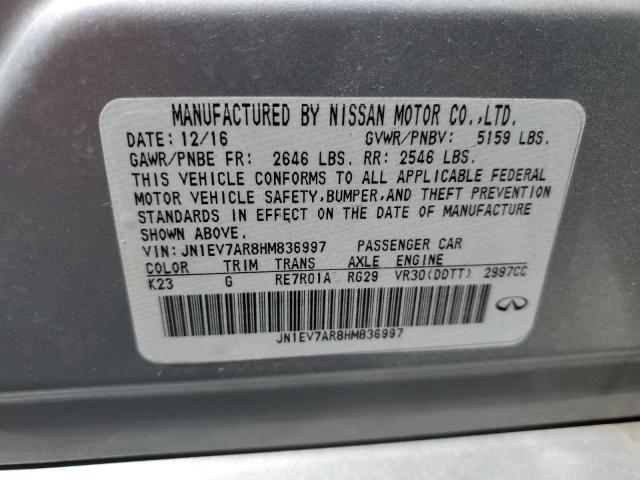 MANUFACTURED BY NISSAN MOTOR CO.,LTD.
DATE: 12/16 GVWR/PNBV: 5159 LBS.
GAWR/PNBE FR: 2646 LBS. RR: 2546 LBS.
THIS VEHICLE CONFORMS TO ALL APPLICABLE FEDERAL
MOTOR VEHICLE SAFETY,BUMPER,AND THEFT PREVENTION
STANDARDS IN EFFECT ON THE DATE OF MANUFACTURE
SHOWN ABOVE.
VIN: JN1EV7AR8HM836997 PASSENGER CAR
COLOR TRIM TRANS AXLE ENGINE
K23 G RE7R01A RG29 VR30(DDTT) 2997CC
JN1EV7AR8HM836997